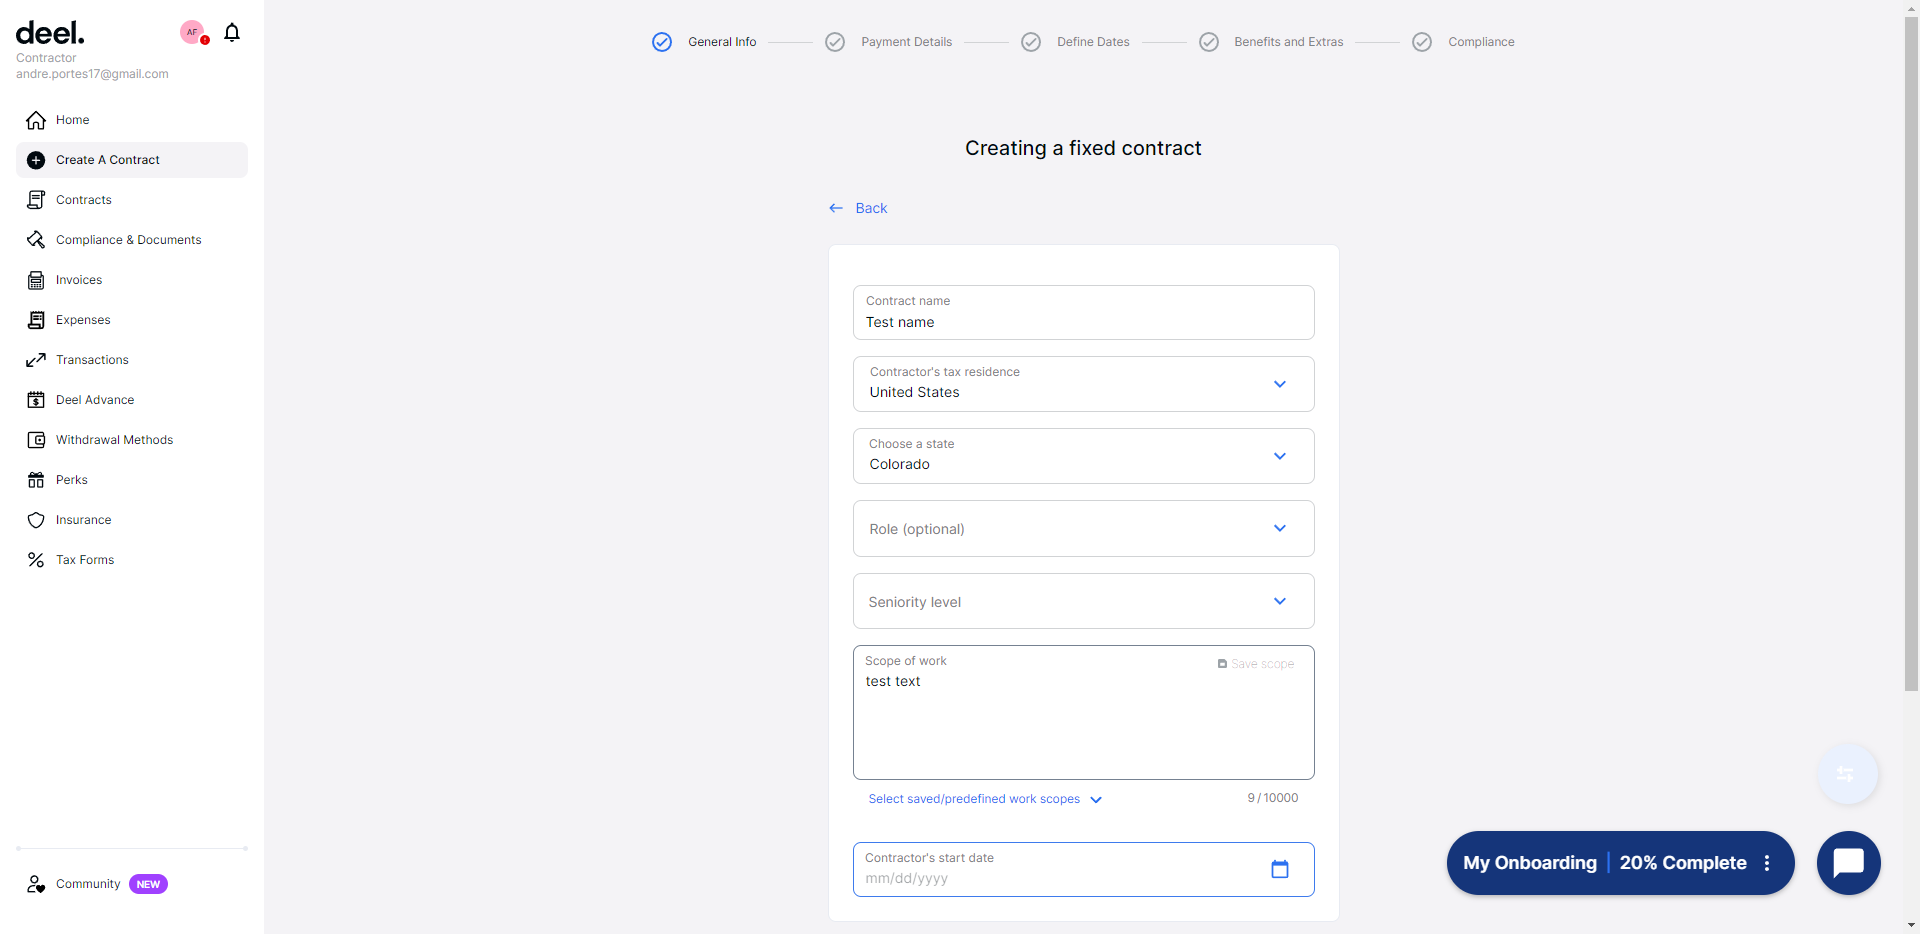 deel.
AF
Contractor
andre.portes17@gmail.com
Home
Create A Contract
Contracts
Compliance & Documents
Invoices
Expenses
Transactions
Deel Advance
Withdrawal Methods
Perks
Insurance
Tax Forms
Community NEW
General Info
Payment Details
Define Dates
Benefits and Extras
Compliance
Creating a fixed contract
Back
Contract name
Test name
Contractor's tax residence
United States
Choose a state
Colorado
Role (optional)
Seniority level
Scope of work
Save scope
test text
Select saved/predefined work scopes
9 / 10000
Contractor's start date
mm/dd/yyyy
My Onboarding | 20% Complete